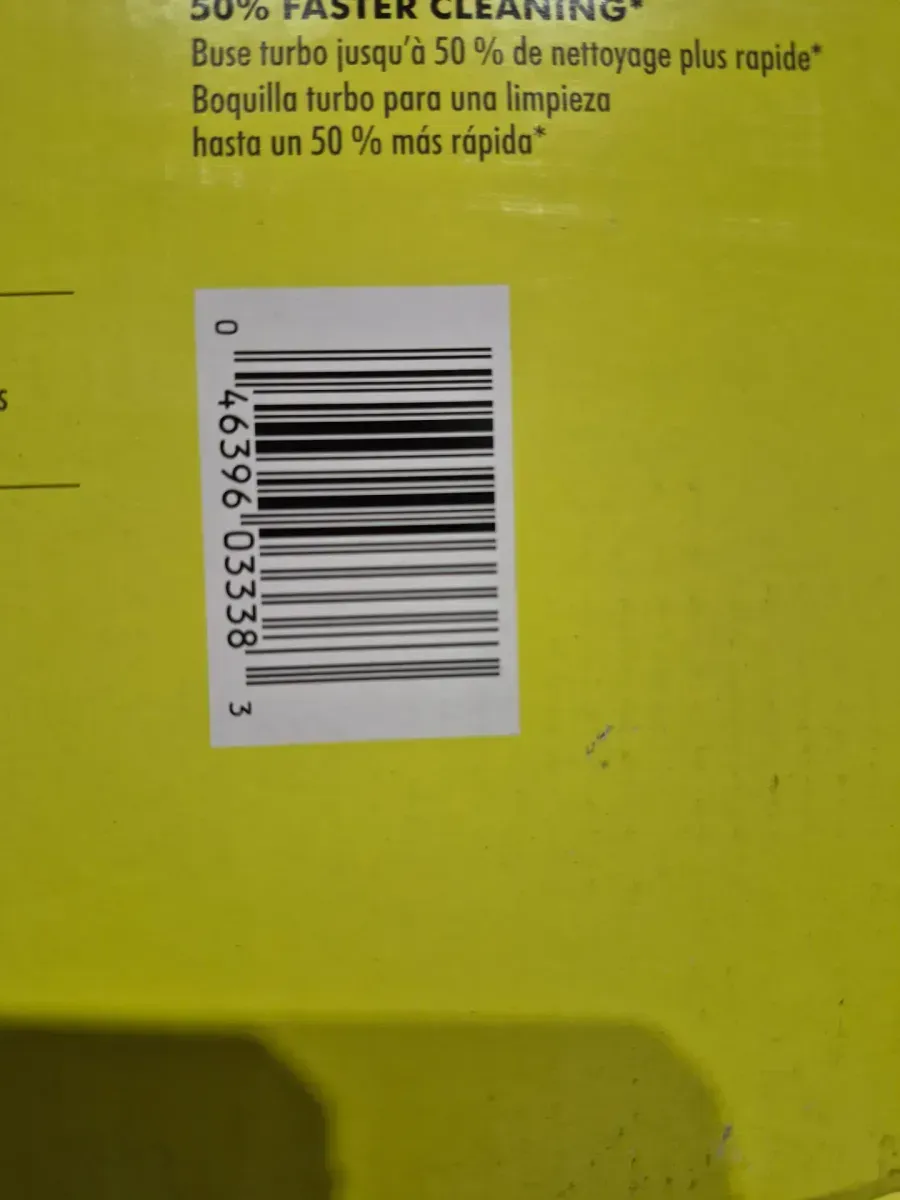 50% FASTER CLEANING*
Buse turbo jusqu'à 50 % de nettoyage plus rapide*
Boquilla turbo para una limpieza
hasta un 50 % más rápida*
s
0 46396 03338 3